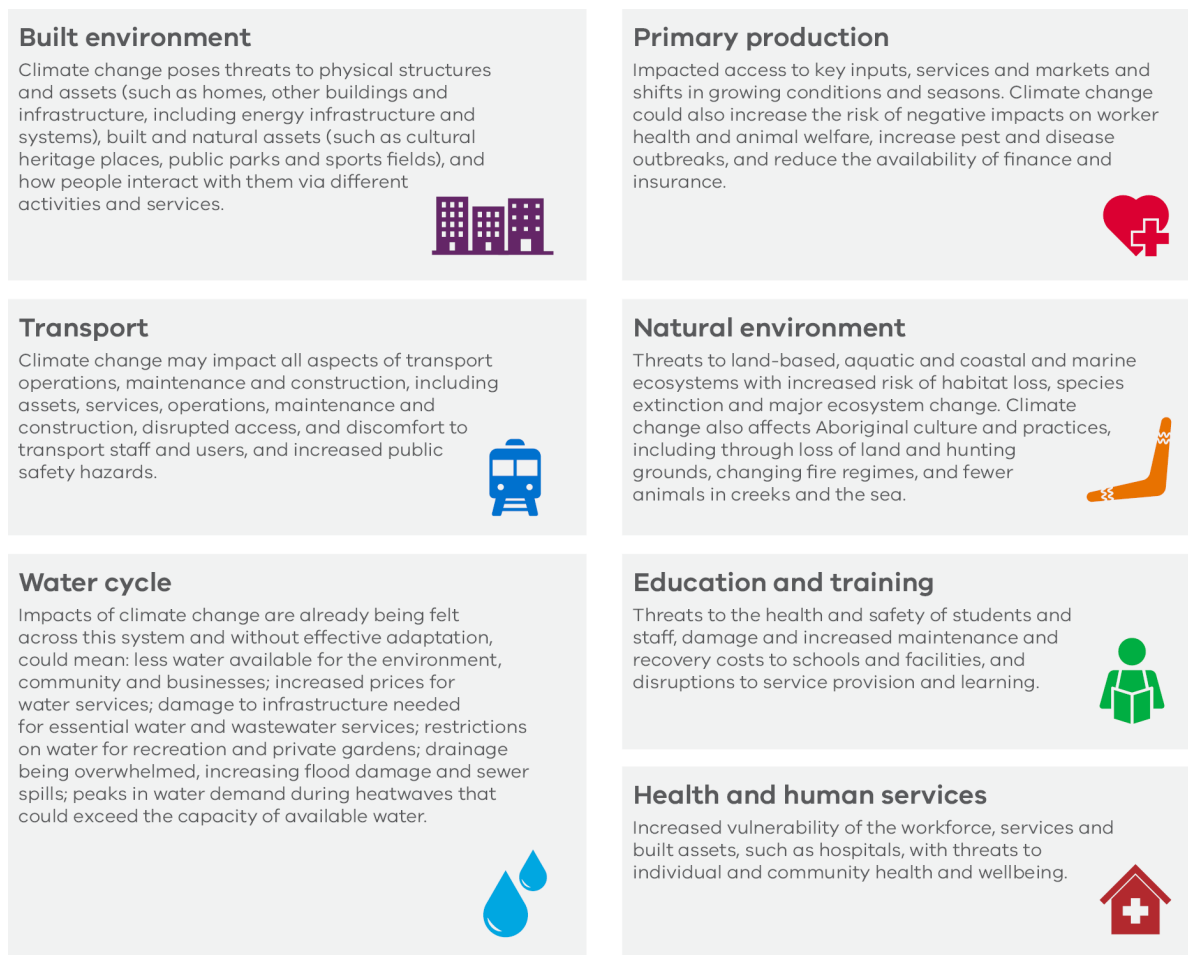 Built environment
Climate change poses threats to physical structures
and assets (such as homes, other buildings and
infrastructure, including energy infrastructure and
systems), built and natural assets (such as cultural
heritage places, public parks and sports fields), and
how people interact with them via different
activities and services.
Primary production
Impacted access to key inputs, services and markets and
shifts in growing conditions and seasons. Climate change
could also increase the risk of negative impacts on worker
health and animal welfare, increase pest and disease
outbreaks, and reduce the availability of finance and
insurance.
Transport
Climate change may impact all aspects of transport
operations, maintenance and construction, including
assets, services, operations, maintenance and
construction, disrupted access, and discomfort to
transport staff and users, and increased public
safety hazards.
Natural environment
Threats to land-based, aquatic and coastal and marine
ecosystems with increased risk of habitat loss, species
extinction and major ecosystem change. Climate
change also affects Aboriginal culture and practices,
including through loss of land and hunting
grounds, changing fire regimes, and fewer
animals in creeks and the sea.
Water cycle
Impacts of climate change are already being felt
across this system and without effective adaptation,
could mean: less water available for the environment,
community and businesses; increased prices for
water services; damage to infrastructure needed
for essential water and wastewater services; restrictions
on water for recreation and private gardens; drainage
being overwhelmed, increasing flood damage and sewer
spills; peaks in water demand during heatwaves that
could exceed the capacity of available water.
Education and training
Threats to the health and safety of students and
staff, damage and increased maintenance and
recovery costs to schools and facilities, and
disruptions to service provision and learning.
Health and human services
Increased vulnerability of the workforce, services and
built assets, such as hospitals, with threats to
individual and community health and wellbeing.